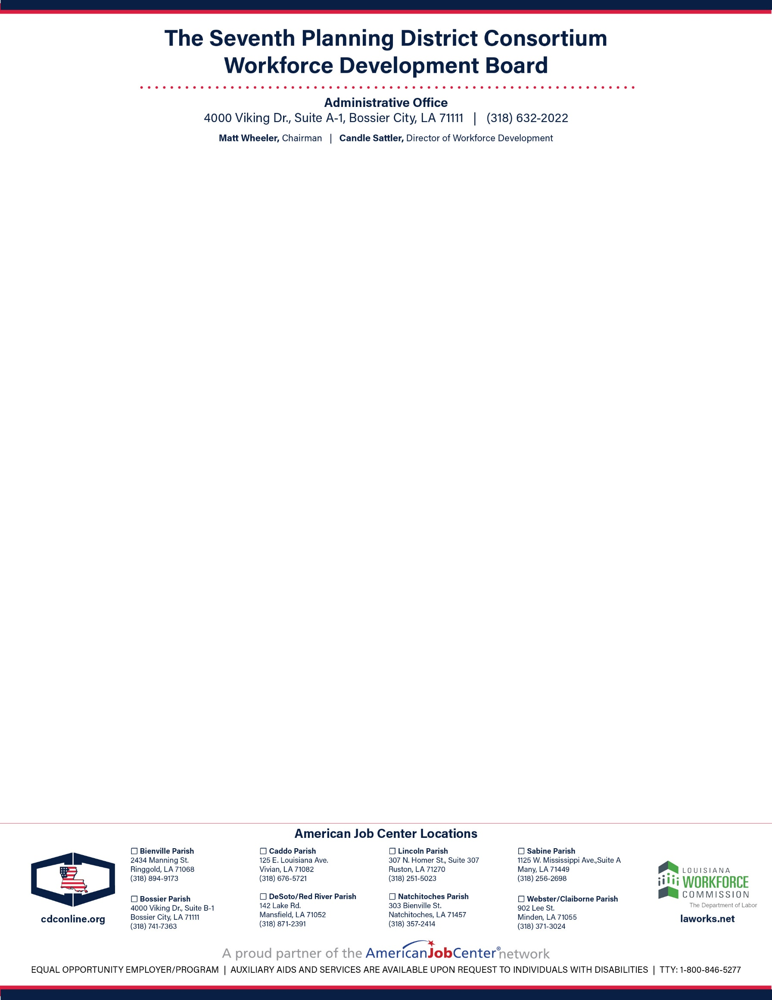 The Seventh Planning District Consortium
Workforce Development Board
Administrative Office
4000 Viking Dr., Suite A-1, Bossier City, LA 71111 | (318) 632-2022
Matt Wheeler, Chairman | Candle Sattler, Director of Workforce Development
American Job Center Locations
☐ Bienville Parish
2434 Manning St.
Ringgold, LA 71068
(318) 894-9173
☐ Bossier Parish
4000 Viking Dr., Suite B-1
Bossier City, LA 71111
(318) 741-7363
☐ Caddo Parish
125 E. Louisiana Ave.
Vivian, LA 71082
(318) 676-5721
☐ DeSoto/Red River Parish
142 Lake Rd.
Mansfield, LA 71052
(318) 871-2391
☐ Lincoln Parish
307 N. Homer St., Suite 307
Ruston, LA 71270
(318) 251-5023
☐ Natchitoches Parish
303 Bienville St.
Natchitoches, LA 71457
(318) 357-2414
☐ Sabine Parish
1125 W. Mississippi Ave.,Suite A
Many, LA 71449
(318) 256-2698
☐ Webster/Claiborne Parish
902 Lee St.
Minden, LA 71055
(318) 371-3024
cdconline.org
LOUISIANA
WORKFORCE
COMMISSION
The Department of Labor
laworks.net
A proud partner of the AmericanJobCenter® network
EQUAL OPPORTUNITY EMPLOYER/PROGRAM | AUXILIARY AIDS AND SERVICES ARE AVAILABLE UPON REQUEST TO INDIVIDUALS WITH DISABILITIES | TTY: 1-800-846-5277